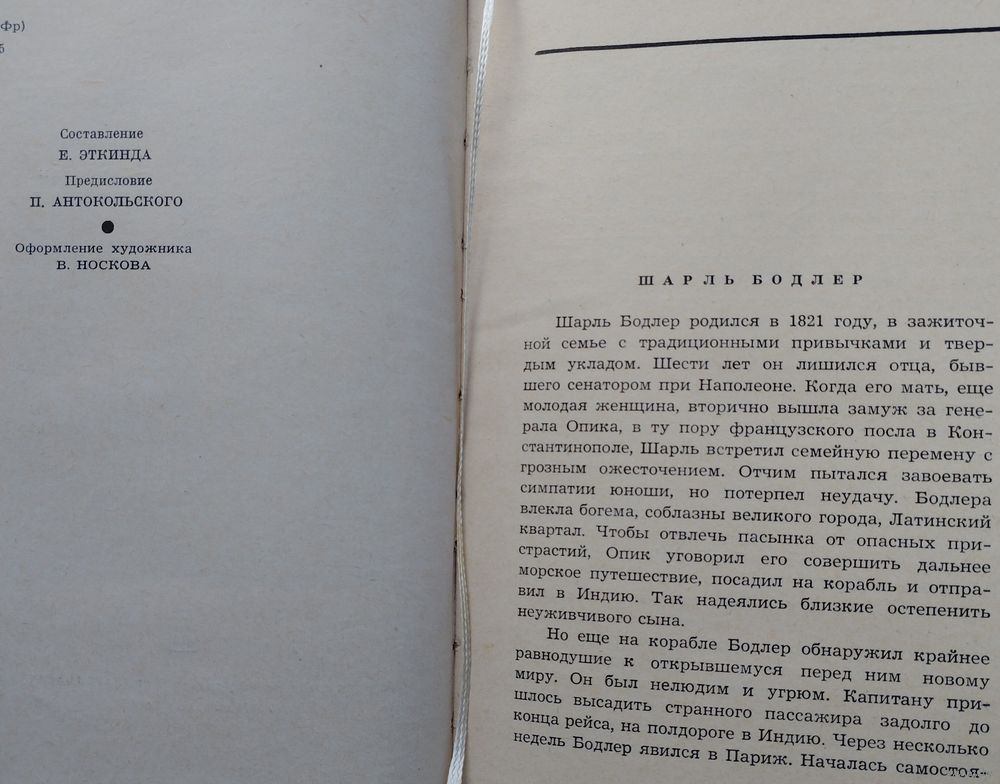 Фр)
б
Составление
Е. ЭТКИНДА
Предисловие
П. АНТОКОЛЬСКОГО
Оформление художника
В. НОСКОВА
ШАРЛЬ БОДЛЕР
Шарль Бодлер родился в 1821 году, в зажиточ-
ной семье с традиционными привычками и твер-
дым укладом. Шести лет он лишился отца, быв-
шего сенатором при Наполеоне. Когда его мать, еще
молодая женщина, вторично вышла замуж за гене-
рала Опика, в ту пору французского посла в Кон-
стантинополе, Шарль встретил семейную перемену с
грозным ожесточением. Отчим пытался завоевать
симпатии юноши, но потерпел неудачу. Бодлера
влекла богема, соблазны великого города, Латинский
квартал. Чтобы отвлечь пасынка от опасных при-
страстий, Опик уговорил его совершить дальнее
морское путешествие, посадил на корабль и отпра-
вил в Индию. Так надеялись близкие остепенить
неуживчивого сына.
Но еще на корабле Бодлер обнаружил крайнее
равнодушие к открывшемуся перед ним новому
миру. Он был нелюдим и угрюм. Капитану при-
шлось высадить странного пассажира задолго до
конца рейса, на полдороге в Индию. Через несколько
недель Бодлер явился в Париж. Началась самостоя-